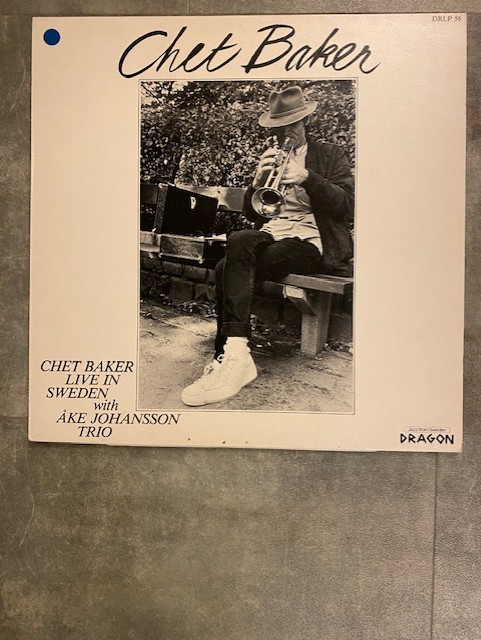 DRLP 56
Chet Baker
CHET BAKER
LIVE IN
SWEDEN
with
ÅKE JOHANSSON
TRIO
Jazz from Sweden
DRAGON